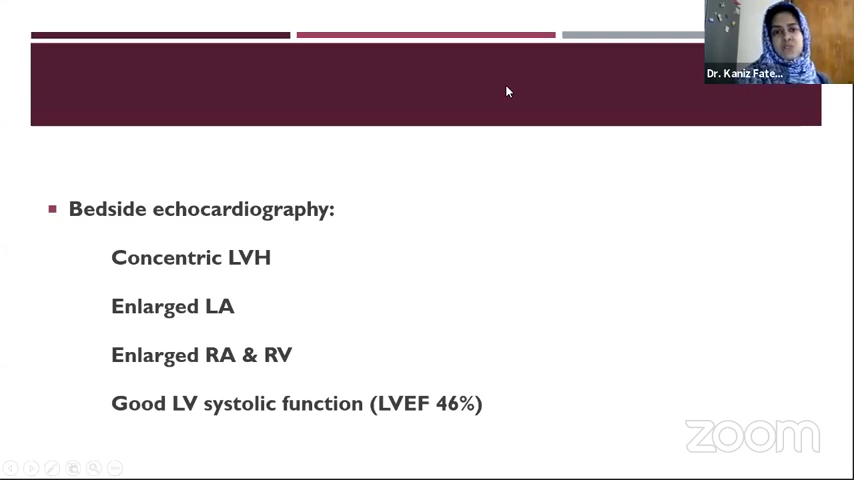 Dr. Kaniz Fate...
Bedside echocardiography:
Concentric LVH
Enlarged LA
Enlarged RA & RV
Good LV systolic function (LVEF 46%)
zoom